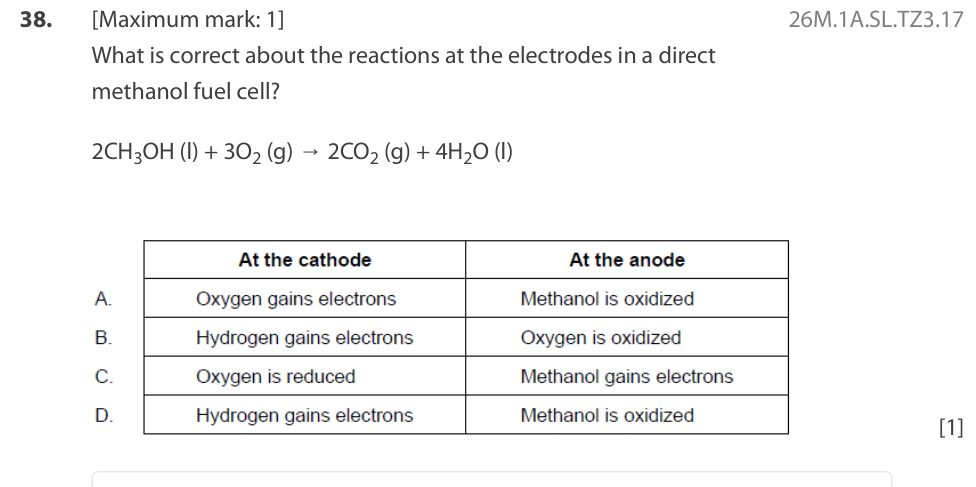 38. [Maximum mark: 1] 26M.1A.SL.TZ3.17
What is correct about the reactions at the electrodes in a direct
methanol fuel cell?
2CH₃OH (l) + 3O₂ (g) → 2CO₂ (g) + 4H₂O (l)
At the cathode At the anode
A. Oxygen gains electrons Methanol is oxidized
B. Hydrogen gains electrons Oxygen is oxidized
C. Oxygen is reduced Methanol gains electrons
D. Hydrogen gains electrons Methanol is oxidized
[1]